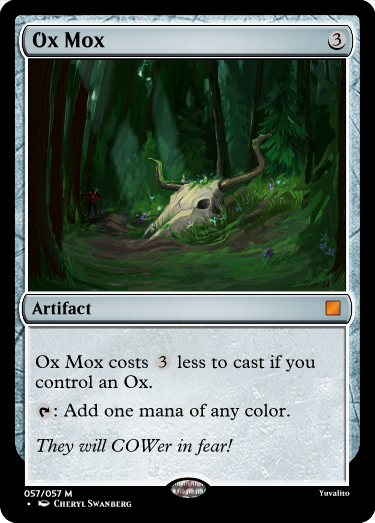 Ox Mox 3
Artifact
Ox Mox costs 3 less to cast if you
control an Ox.
: Add one mana of any color.
They will COWer in fear!
057/057 M Yuvalito
• Cheryl Swanberg